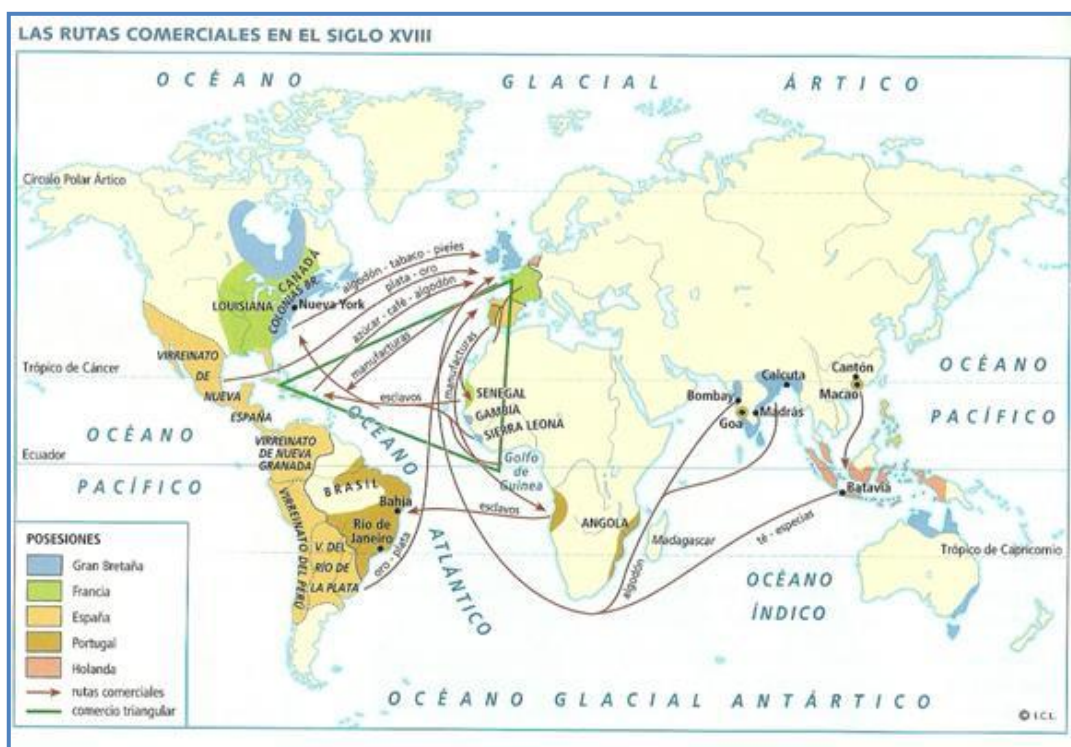 LAS RUTAS COMERCIALES EN EL SIGLO XVIII
OCÉANO GLACIAL ÁRTICO
Círculo Polar Ártico
CANADÁ
LOUISIANA
COLONIAS BR.
Nueva York
algodón - tabaco - pieles
plata - oro
azúcar - café - algodón
manufacturas
manufacturas
Trópico de Cáncer
VIRREINATO
DE
NUEVA
ESPAÑA
esclavos
SENEGAL
GAMBIA
SIERRA LEONA
Calcuta
Bombay
Goa
Madrás
Cantón
Macao
OCÉANO
PACÍFICO
OCÉANO
PACÍFICO
OCÉANO
ATLÁNTICO
VIRREINATO
DE NUEVA
GRANADA
Ecuador
Golfo
de
Guinea
BRASIL
Bahía
Batavia
esclavos
ANGOLA
té - especias
Río de
Janeiro
Madagascar
VIRREINATO DEL PERÚ
V. DEL
RÍO DE
LA PLATA
oro - plata
algodón
Trópico de Capricornio
OCÉANO
ÍNDICO
POSESIONES
Gran Bretaña
Francia
España
Portugal
Holanda
rutas comerciales
comercio triangular
OCÉANO GLACIAL ANTÁRTICO
© I.C.L.